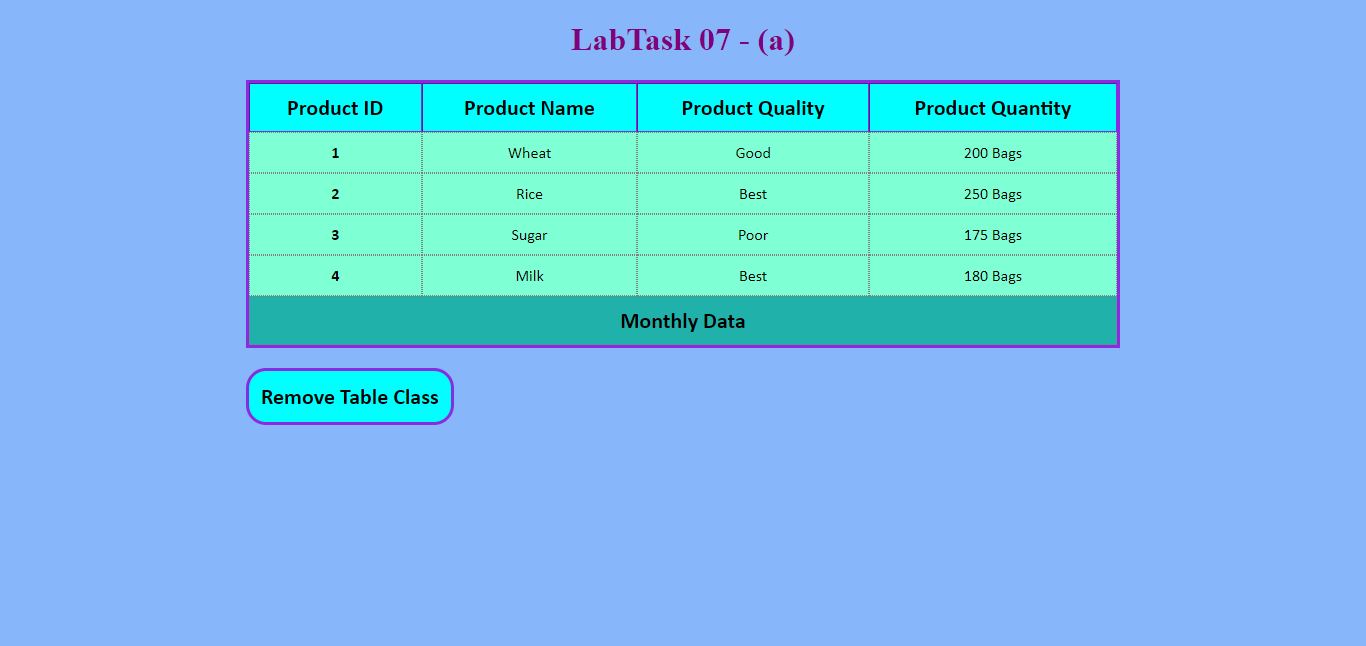 LabTask 07 - (a)
Product ID Product Name Product Quality Product Quantity
1 Wheat Good 200 Bags
2 Rice Best 250 Bags
3 Sugar Poor 175 Bags
4 Milk Best 180 Bags
Monthly Data
Remove Table Class